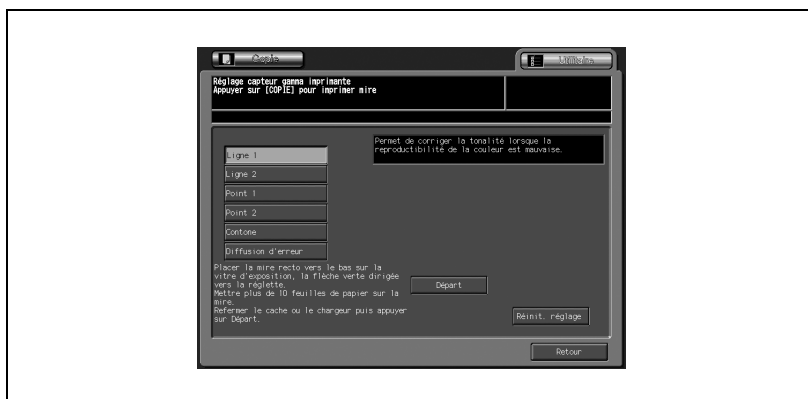 Copie
Utilitaire
Réglage capteur gamma imprimante
Appuyer sur [COPIE] pour imprimer mire
Permet de corriger la tonalité lorsque la
reproductibilité de la couleur est mauvaise.
Ligne 1
Ligne 2
Point 1
Point 2
Contone
Diffusion d'erreur
Placer la mire recto vers le bas sur la
vitre d'exposition, la flèche verte dirigée
vers la réglette.
Mettre plus de 10 feuilles de papier sur la
mire.
Refermer le cache ou le chargeur puis appuyer
sur Départ.
Départ
Réinit. réglage
Retour